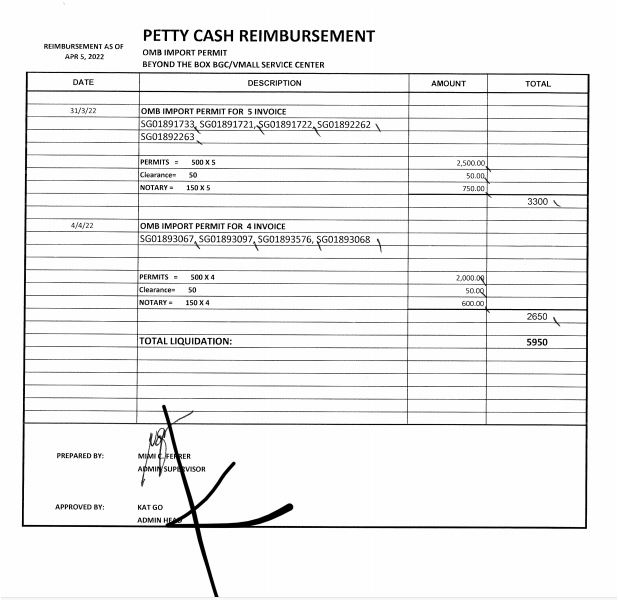 PETTY CASH REIMBURSEMENT
REIMBURSEMENT AS OF
APR 5, 2022
OMB IMPORT PERMIT
BEYOND THE BOX BGC/VMALL SERVICE CENTER
DATE DESCRIPTION AMOUNT TOTAL
31/3/22 OMB IMPORT PERMIT FOR 5 INVOICE
SG01891733, SG01891721, SG01891722, SG01892262
SG01892263
PERMITS = 500 X 5 2,500.00
Clearance= 50 50.00
NOTARY = 150 X 5 750.00
3300
4/4/22 OMB IMPORT PERMIT FOR 4 INVOICE
SG01893067, SG01893097, SG01893576, SG01893068
PERMITS = 500 X 4 2,000.00
Clearance= 50 50.00
NOTARY = 150 X 4 600.00
2650
TOTAL LIQUIDATION: 5950
PREPARED BY: MIMI C. FERRER
ADMIN SUPERVISOR
APPROVED BY: KAT GO
ADMIN HEAD